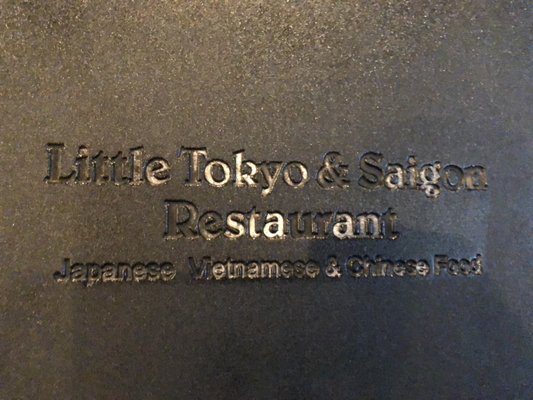 Little Tokyo & Saigon
Restaurant
Japanese Vietnamese & Chinese Food